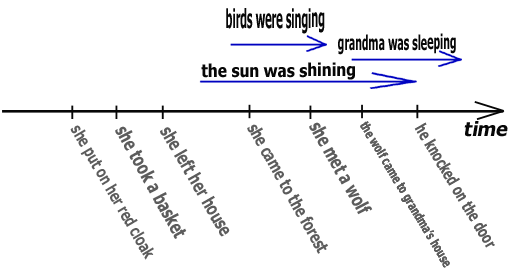 birds were singing
grandma was sleeping
the sun was shining
time
she put on her red cloak
she took a basket
she left her house
she came to the forest
she met a wolf
the wolf came to grandma's house
he knocked on the door